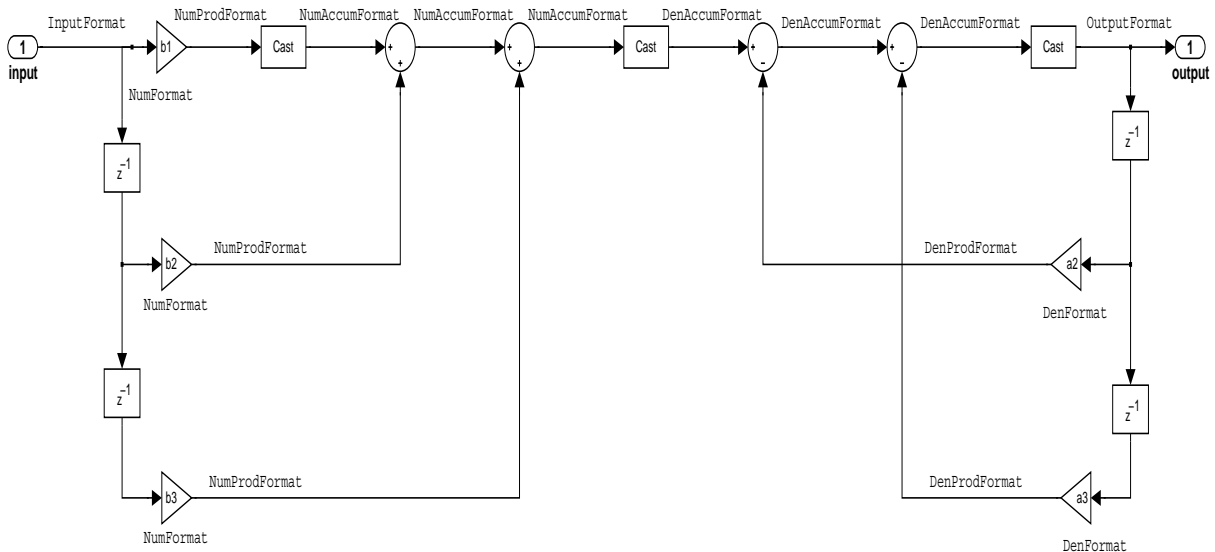 InputFormat
NumProdFormat
NumAccumFormat
NumAccumFormat
NumAccumFormat
DenAccumFormat
DenAccumFormat
DenAccumFormat
OutputFormat
1
input
b1
Cast
+
+
+
+
Cast
+
−
+
−
Cast
1
output
NumFormat
z−1
z−1
NumProdFormat
b2
NumFormat
DenProdFormat
a2
DenFormat
z−1
z−1
NumProdFormat
b3
NumFormat
DenProdFormat
a3
DenFormat